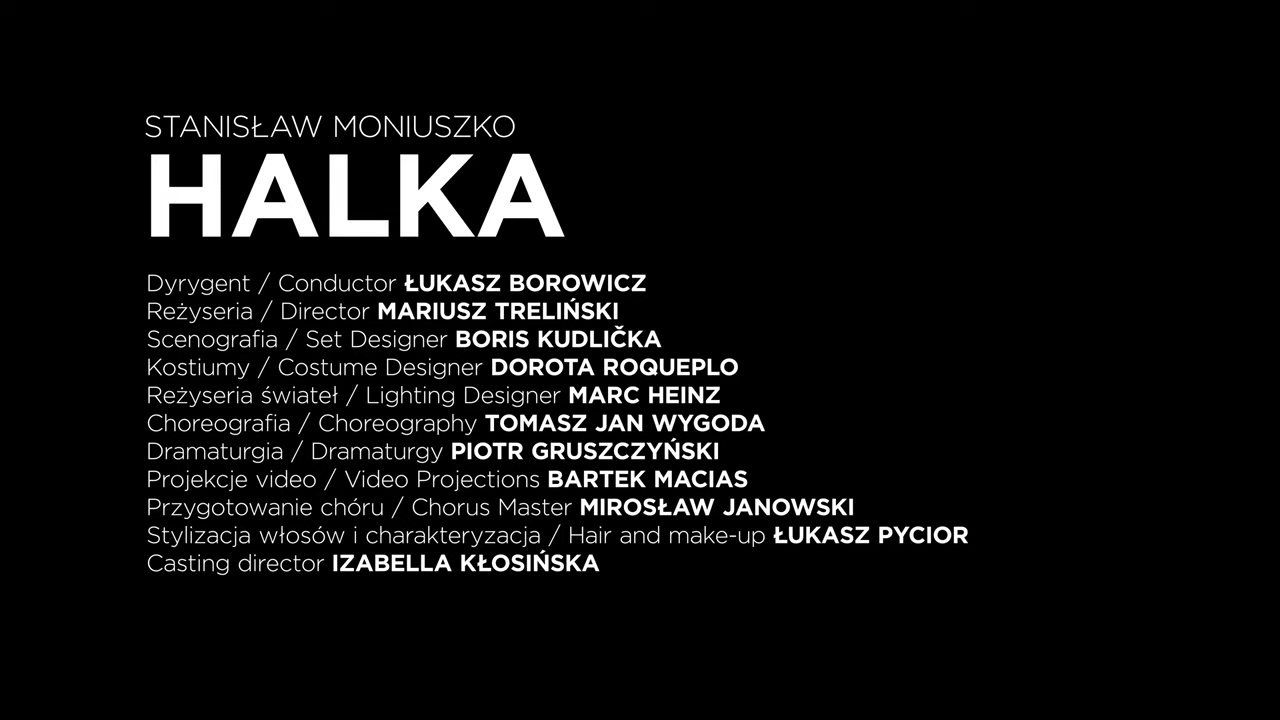 STANISŁAW MONIUSZKO
HALKA
Dyrygent / Conductor ŁUKASZ BOROWICZ
Reżyseria / Director MARIUSZ TRELIŃSKI
Scenografia / Set Designer BORIS KUDLIČKA
Kostiumy / Costume Designer DOROTA ROQUEPLO
Reżyseria świateł / Lighting Designer MARC HEINZ
Choreografia / Choreography TOMASZ JAN WYGODA
Dramaturgia / Dramaturgy PIOTR GRUSZCZYŃSKI
Projekcje video / Video Projections BARTEK MACIAS
Przygotowanie chóru / Chorus Master MIROSŁAW JANOWSKI
Stylizacja włosów i charakteryzacja / Hair and make-up ŁUKASZ PYCIOR
Casting director IZABELLA KŁOSIŃSKA